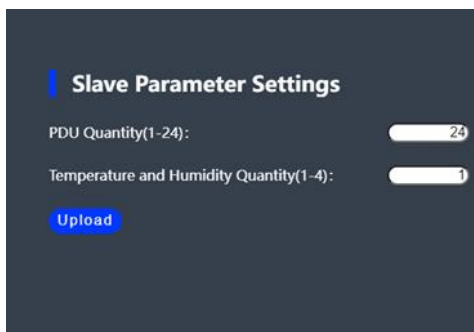 Slave Parameter Settings
PDU Quantity(1-24): 24
Temperature and Humidity Quantity(1-4): 1
Upload